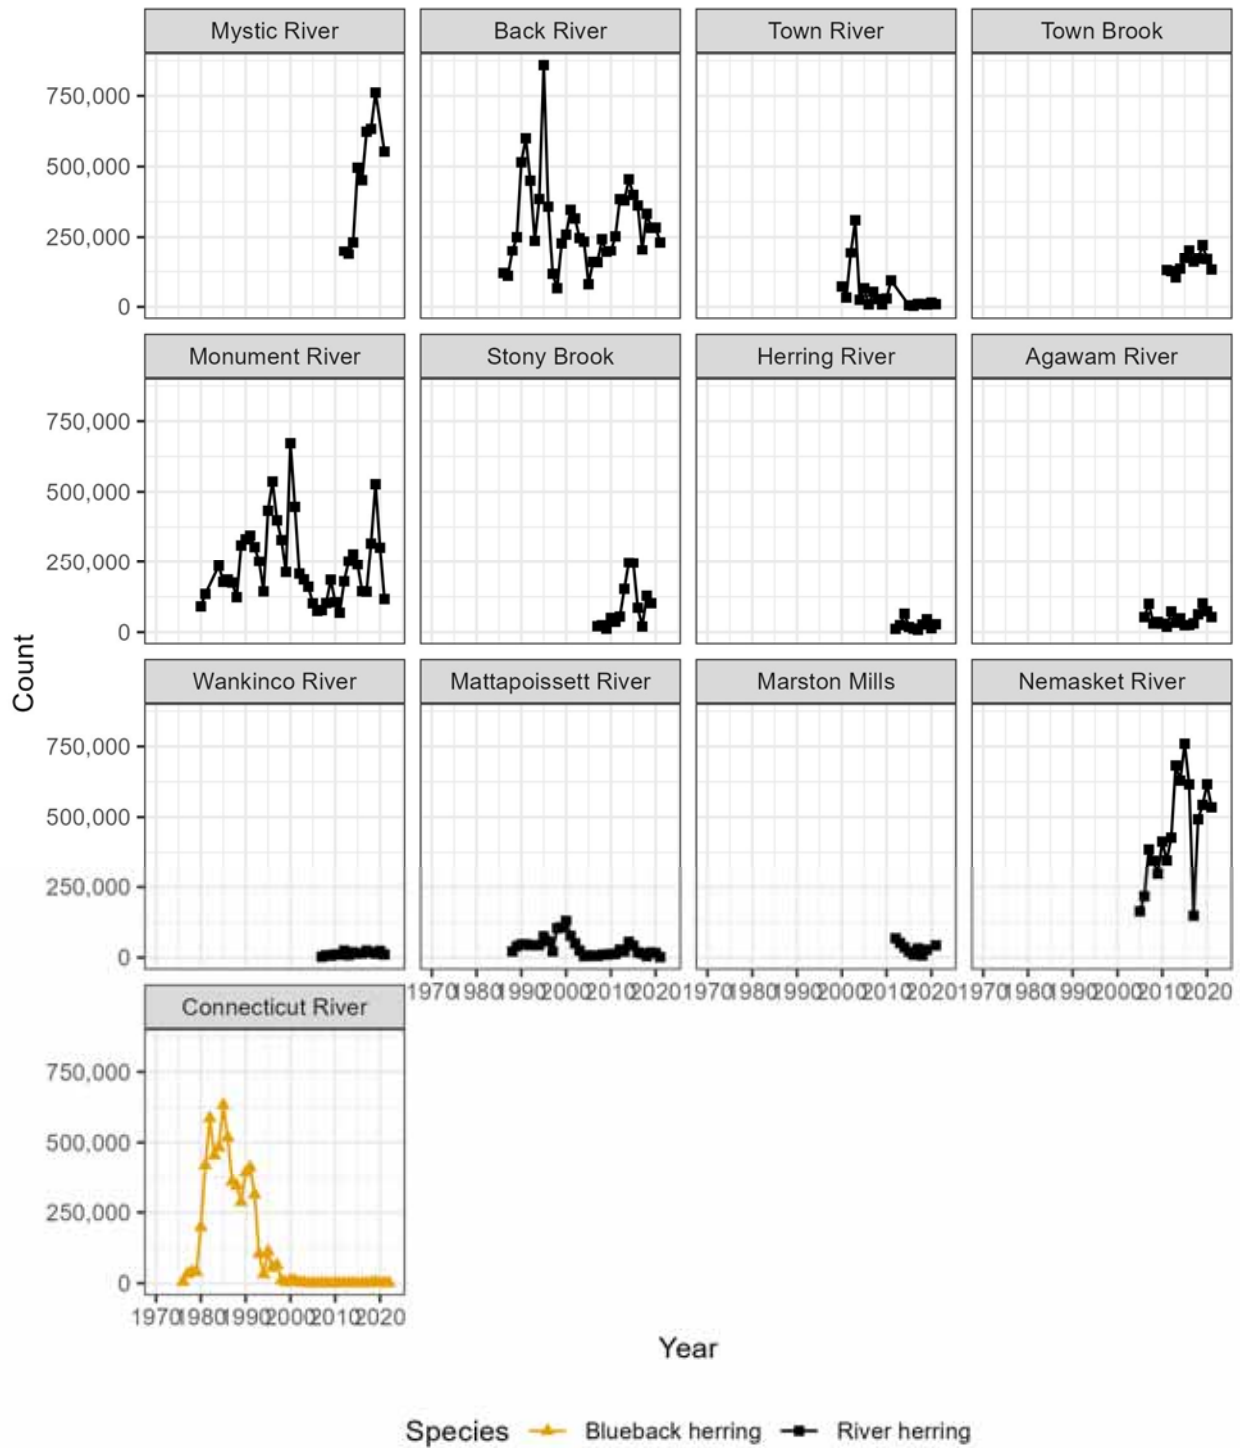 Mystic River Back River Town River Town Brook
750,000
500,000
250,000
0
Monument River Stony Brook Herring River Agawam River
750,000
500,000
250,000
0
Count
Wankinco River Mattapoissett River Marston Mills Nemasket River
750,000
500,000
250,000
0
1970 1980 1990 2000 2010 2020 1970 1980 1990 2000 2010 2020 1970 1980 1990 2000 2010 2020
Connecticut River
750,000
500,000
250,000
0
1970 1980 1990 2000 2010 2020
Year
Species Blueback herring River herring